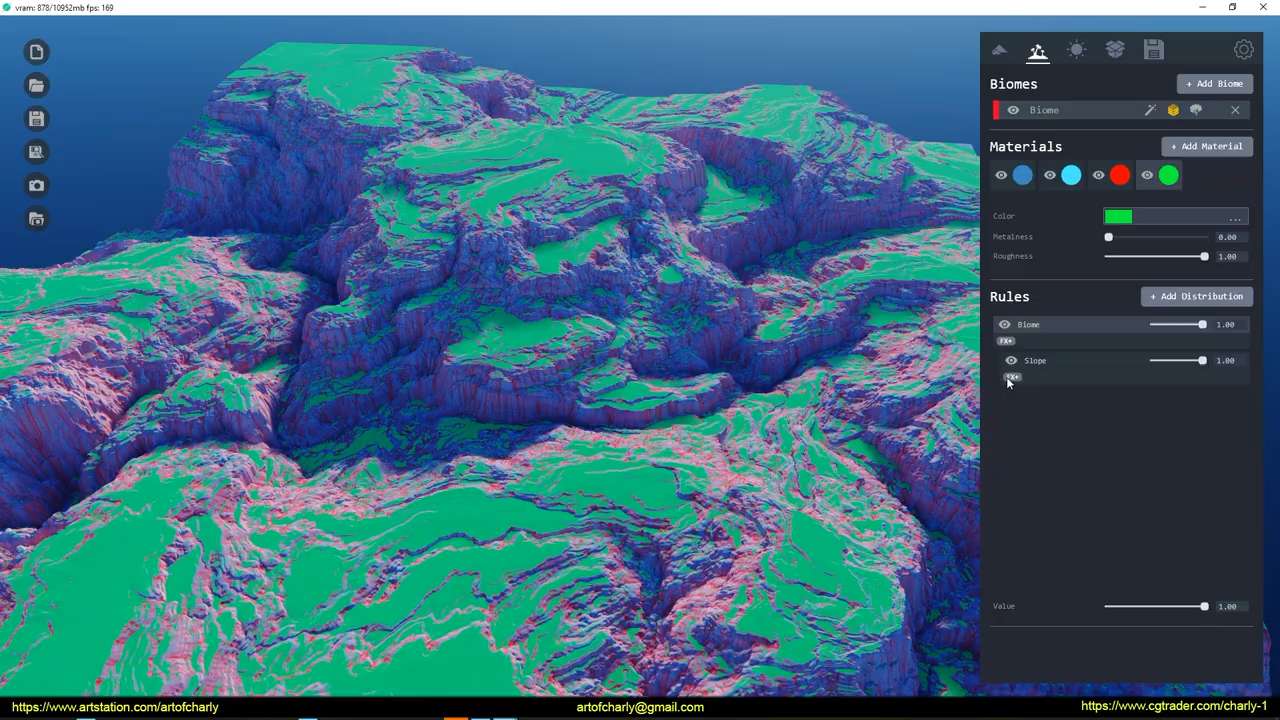 vram: 878/10952mb fps: 169
Biomes
+ Add Biome
Biome
Materials
+ Add Material
Color
...
Metalness
0.00
Roughness
1.00
Rules
+ Add Distribution
Biome
1.00
FX+
Slope
1.00
FX+
Value
1.00
https://www.artstation.com/artofcharly
artofcharly@gmail.com
https://www.cgtrader.com/charly-1